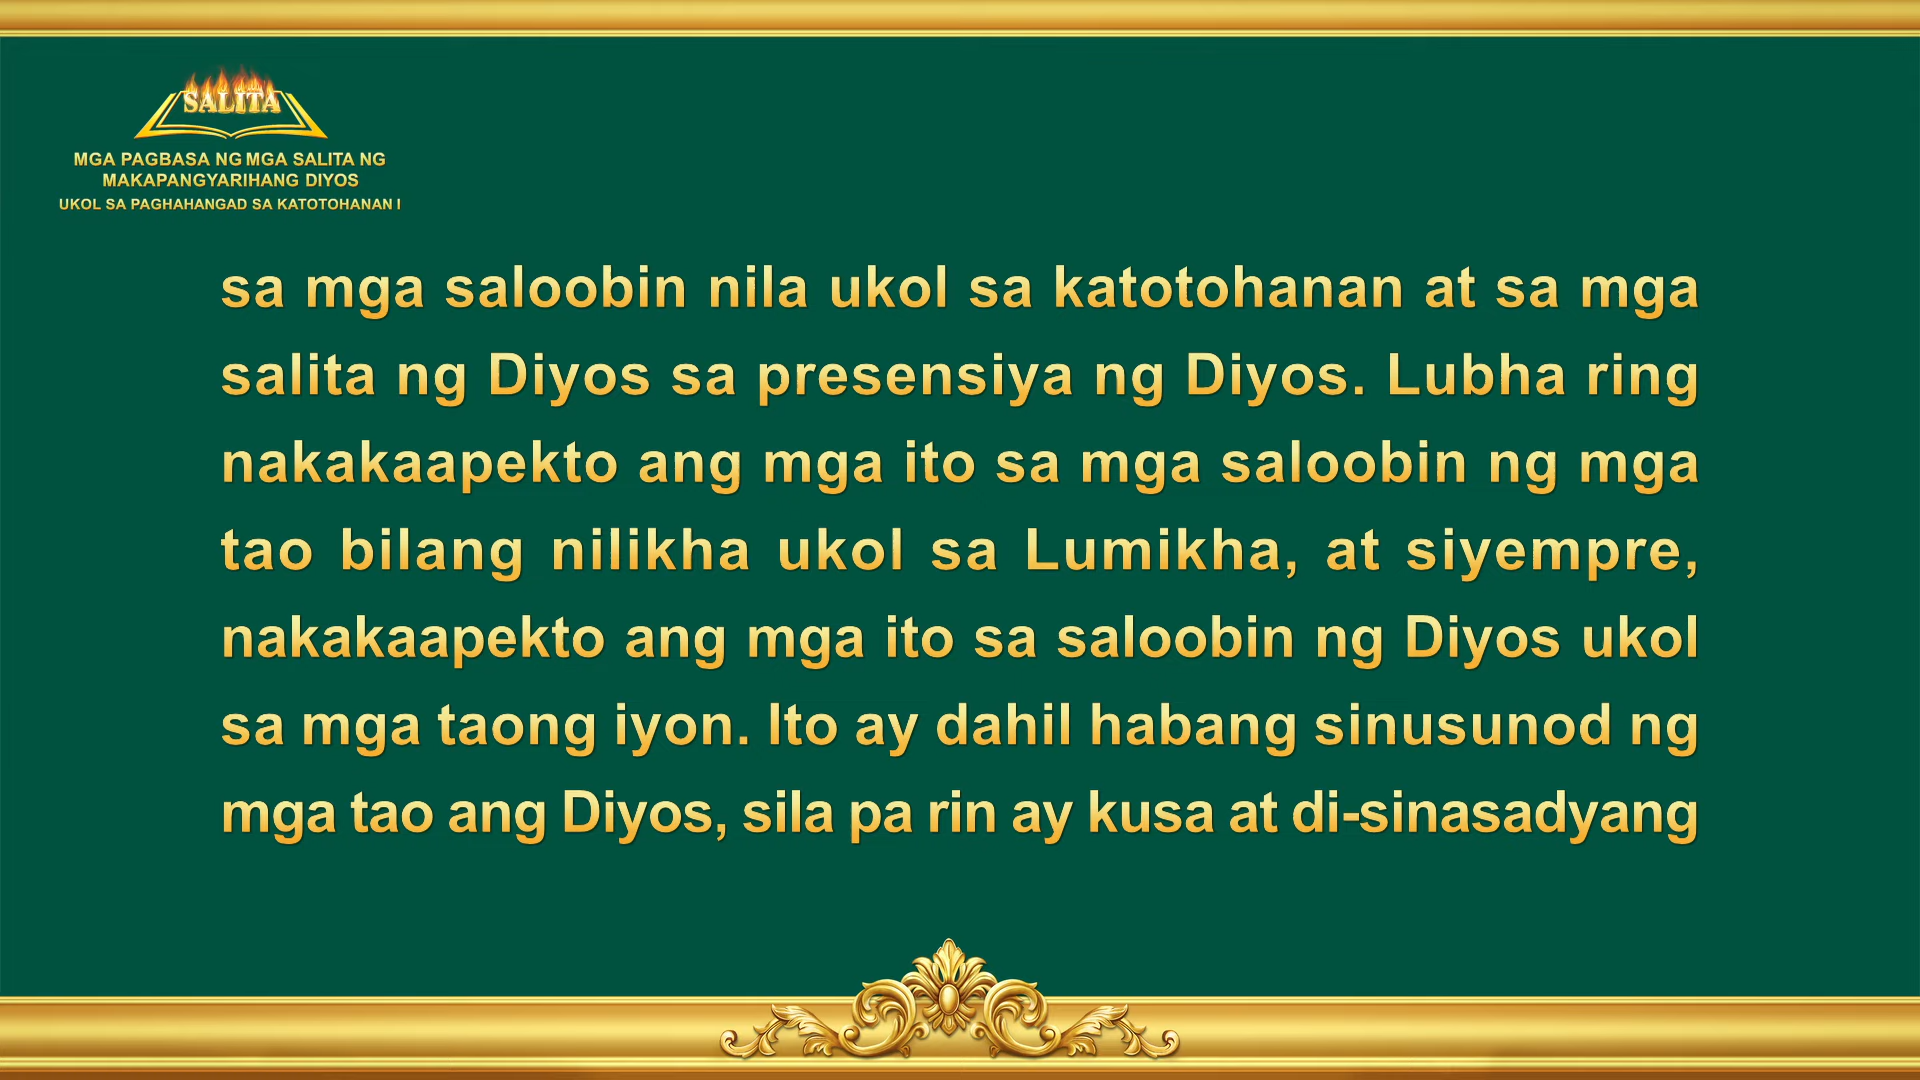 SALITA
MGA PAGBASA NG MGA SALITA NG
MAKAPANGYARIHANG DIYOS
UKOL SA PAGHAHANGAD SA KATOTOHANAN I
sa mga saloobin nila ukol sa katotohanan at sa mga
salita ng Diyos sa presensiya ng Diyos. Lubha ring
nakakaapekto ang mga ito sa mga saloobin ng mga
tao bilang nilikha ukol sa Lumikha, at siyempre,
nakakaapekto ang mga ito sa saloobin ng Diyos ukol
sa mga taong iyon. Ito ay dahil habang sinusunod ng
mga tao ang Diyos, sila pa rin ay kusa at di-sinasadyang